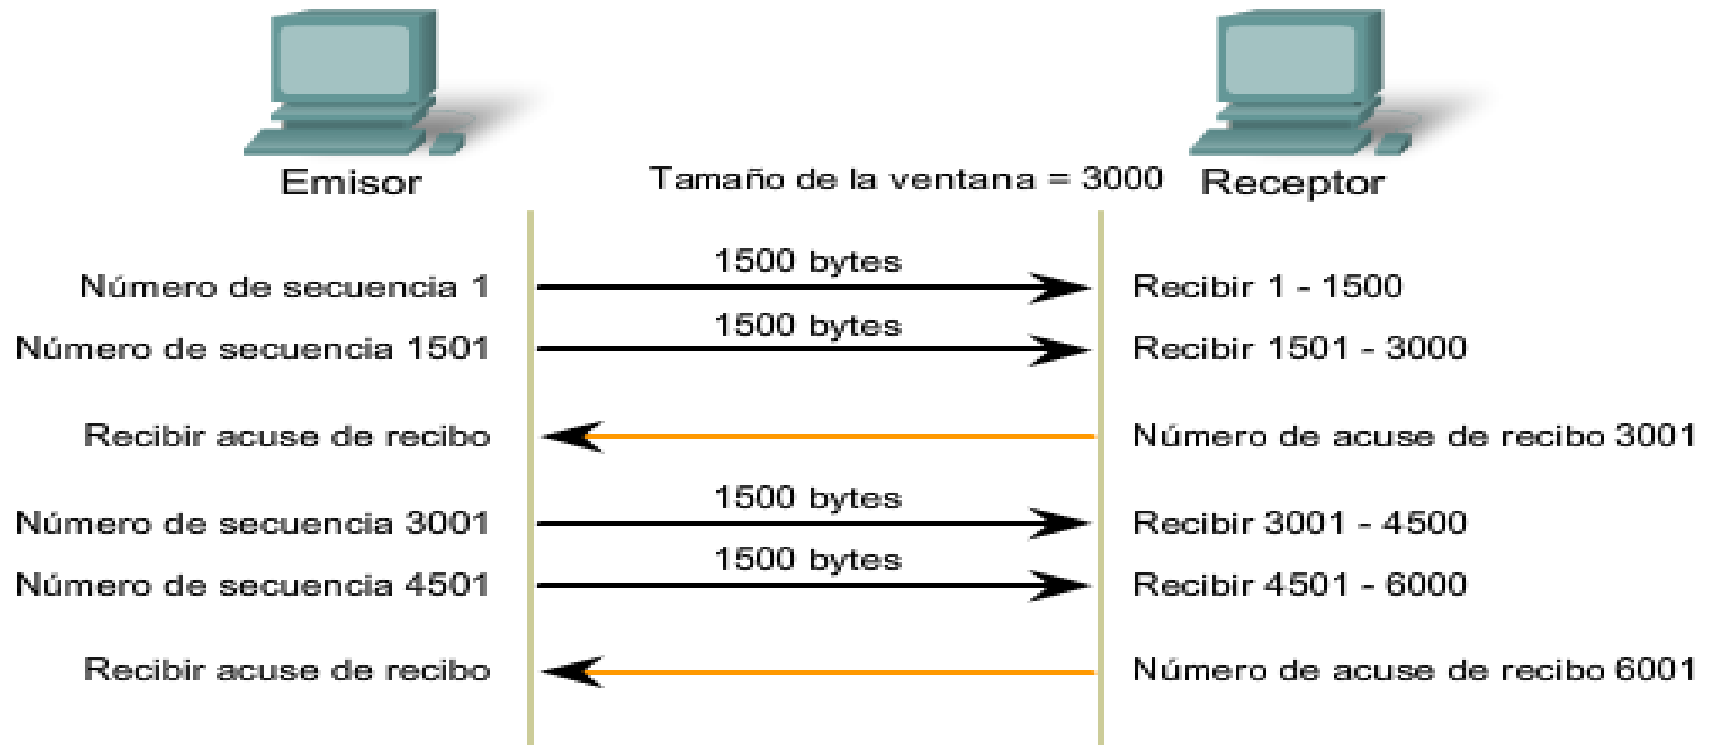 Emisor
Tamaño de la ventana = 3000
Receptor
1500 bytes
Número de secuencia 1
Recibir 1 - 1500
1500 bytes
Número de secuencia 1501
Recibir 1501 - 3000
Recibir acuse de recibo
Número de acuse de recibo 3001
1500 bytes
Número de secuencia 3001
Recibir 3001 - 4500
1500 bytes
Número de secuencia 4501
Recibir 4501 - 6000
Recibir acuse de recibo
Número de acuse de recibo 6001